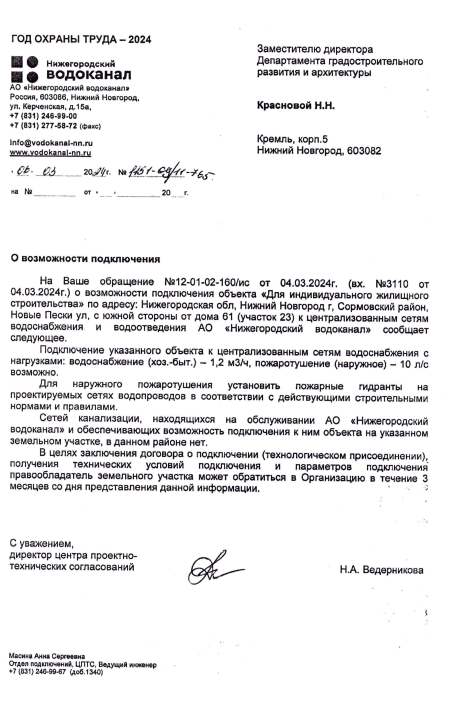 ГОД ОХРАНЫ ТРУДА – 2024
Нижегородский
ВОДОКАНАЛ
АО «Нижегородский водоканал»
Россия, 603086, Нижний Новгород,
ул. Керченская, д.15а,
+7 (831) 246-99-00
+7 (831) 277-58-72 (факс)
info@vodokanal-nn.ru
www.vodokanal-nn.ru
2024г. №
на № от « » 20 г.
Заместителю директора
Департамента градостроительного
развития и архитектуры
Красновой Н.Н.
Кремль, корп.5
Нижний Новгород, 603082
О возможности подключения
На Ваше обращение №12-01-02-160/ис от 04.03.2024г. (вх. №3110 от
04.03.2024г.) о возможности подключения объекта «Для индивидуального жилищного
строительства» по адресу: Нижегородская обл, Нижний Новгород г, Сормовский район,
Новые Пески ул, с южной стороны от дома 61 (участок 23) к централизованным сетям
водоснабжения и водоотведения АО «Нижегородский водоканал» сообщает
следующее.
Подключение указанного объекта к централизованным сетям водоснабжения с
нагрузками: водоснабжение (хоз.-быт.) – 1,2 м3/ч, пожаротушение (наружное) – 10 л/с
возможно.
Для наружного пожаротушения установить пожарные гидранты на
проектируемых сетях водопроводов в соответствии с действующими строительными
нормами и правилами.
Сетей канализации, находящихся на обслуживании АО «Нижегородский
водоканал» и обеспечивающих возможность подключения к ним объекта на указанном
земельном участке, в данном районе нет.
В целях заключения договора о подключении (технологическом присоединении),
получения технических условий подключения и параметров подключения
правообладатель земельного участка может обратиться в Организацию в течение 3
месяцев со дня представления данной информации.
С уважением,
директор центра проектно-
технических согласований
Н.А. Ведерникова
Масина Анна Сергеевна
Отдел подключений, ЦПТС, Ведущий инженер
+7 (831) 246-99-67 (доб.1340)